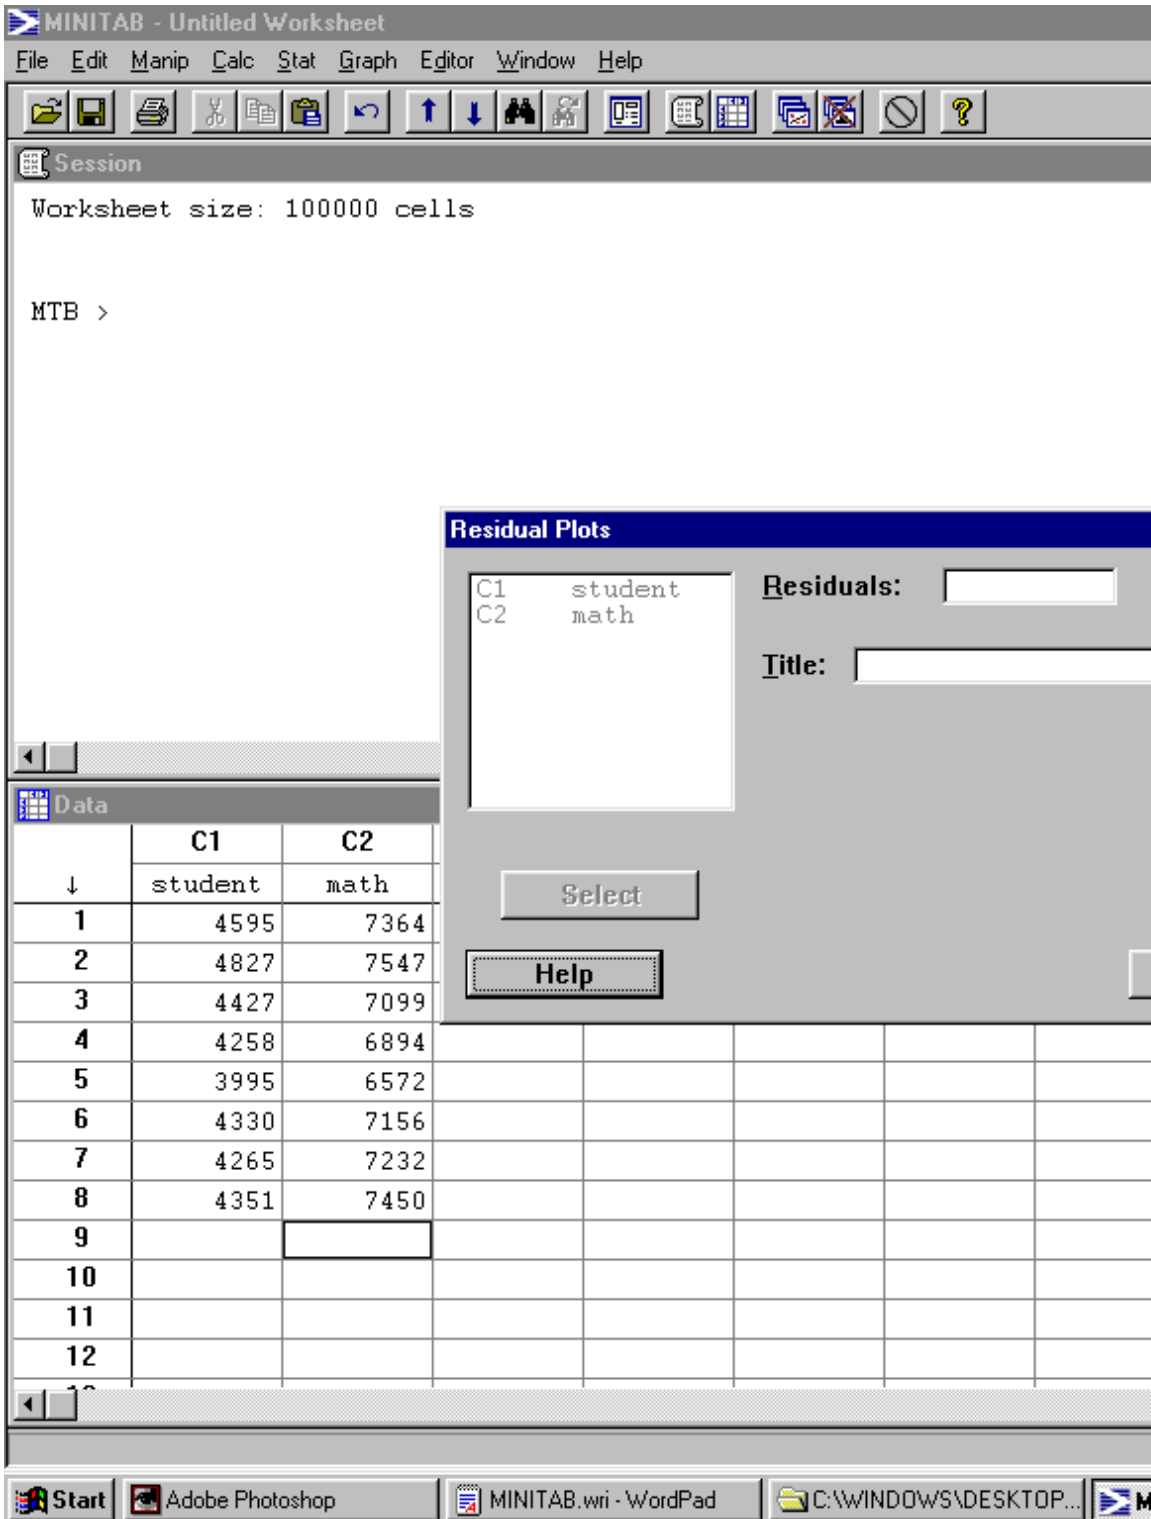 MINITAB - Untitled Worksheet
File Edit Manip Calc Stat Graph Editor Window Help
Session
Worksheet size: 100000 cells
MTB >
Residual Plots
C1 student
C2 math
Residuals:
Title:
Select
Help
Data
C1 C2
↓ student math
1 4595 7364
2 4827 7547
3 4427 7099
4 4258 6894
5 3995 6572
6 4330 7156
7 4265 7232
8 4351 7450
9
10
11
12
Start Adobe Photoshop MINITAB.wri - WordPad C:\WINDOWS\DESKTOP... M